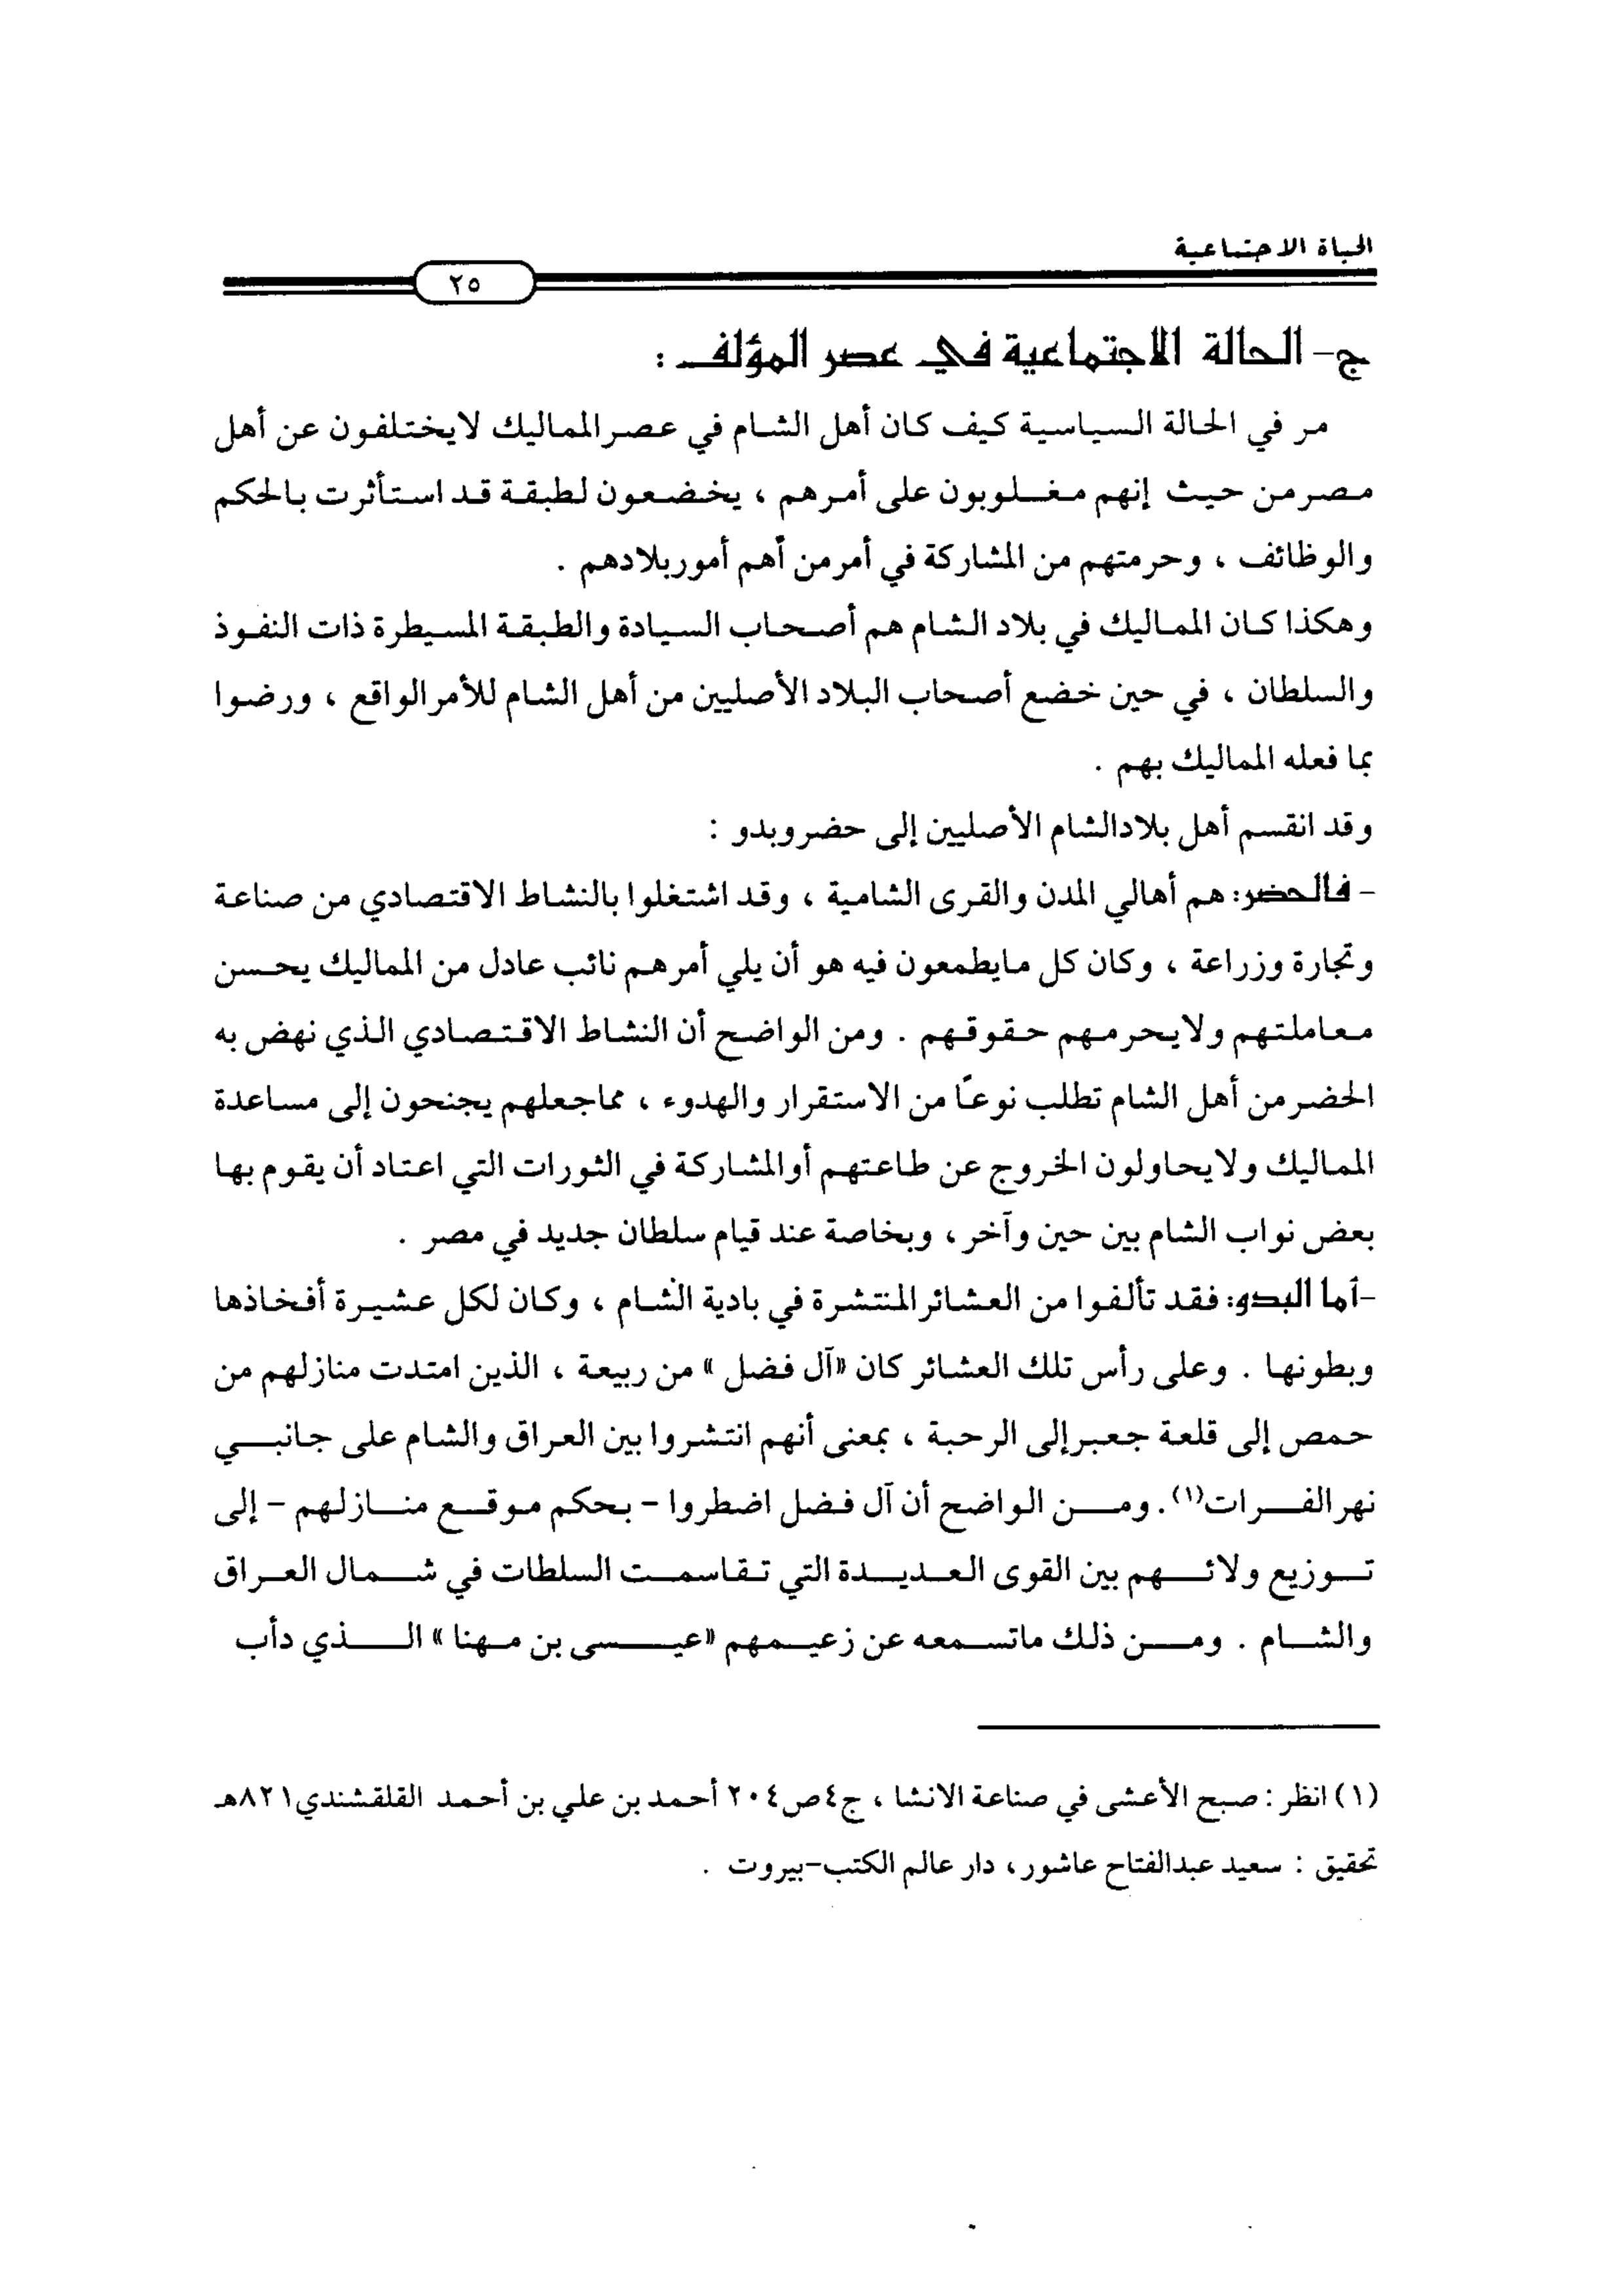 الحياة الاجتماعية
٢٥
ج- الحالة الاجتماعية في عصر المؤلف :
مر في الحالة السياسية كيف كان أهل الشام في عصر المماليك لايختلفون عن أهل
مصر من حيث إنهم مغلوبون على أمرهم ، يخضعون لطبقة قد استأثرت بالحكم
والوظائف ، وحرمتهم من المشاركة في أمر من أهم أمور بلادهم .
وهكذا كان المماليك في بلاد الشام هم أصحاب السيادة والطبقة المسيطرة ذات النفوذ
والسلطان ، في حين خضع أصحاب البلاد الأصليين من أهل الشام للأمر الواقع ، ورضوا
بما فعله المماليك بهم .
وقد انقسم أهل بلاد الشام الأصليين إلى حضر وبدو :
- فالحضر: هم أهالي المدن والقرى الشامية ، وقد اشتغلوا بالنشاط الاقتصادي من صناعة
وتجارة وزراعة ، وكان كل مايطمعون فيه هو أن يلي أمرهم نائب عادل من المماليك يحسن
معاملتهم ولايحرمهم حقوقهم . ومن الواضح أن النشاط الاقتصادي الذي نهض به
الحضر من أهل الشام تطلب نوعاً من الاستقرار والهدوء ، مماجعلهم يجنحون إلى مساعدة
المماليك ولايحاولون الخروج عن طاعتهم أوالمشاركة في الثورات التي اعتاد أن يقوم بها
بعض نواب الشام بين حين وآخر ، وبخاصة عند قيام سلطان جديد في مصر .
-أما البدو: فقد تألفوا من العشائر المنتشرة في بادية الشام ، وكان لكل عشيرة أفخاذها
وبطونها . وعلى رأس تلك العشائر كان «آل فضل » من ربيعة ، الذين امتدت منازلهم من
حمص إلى قلعة جعبر إلى الرحبة ، بمعنى أنهم انتشروا بين العراق والشام على جانبي
نهر الفرات(١). ومن الواضح أن آل فضل اضطروا - بحكم موقع منازلهم - إلى
توزيع ولائهم بين القوى العديدة التي تقاسمت السلطات في شمال العراق
والشام . ومن ذلك ماتسمعه عن زعيمهم «عيسى بن مهنا » الذي دأب
(١) انظر : صبح الأعشى في صناعة الانشا ، ج٤ص٢٠٤ أحمد بن علي بن أحمد القلقشندي٨٢١هـ
تحقيق : سعيد عبدالفتاح عاشور ، دار عالم الكتب-بيروت .